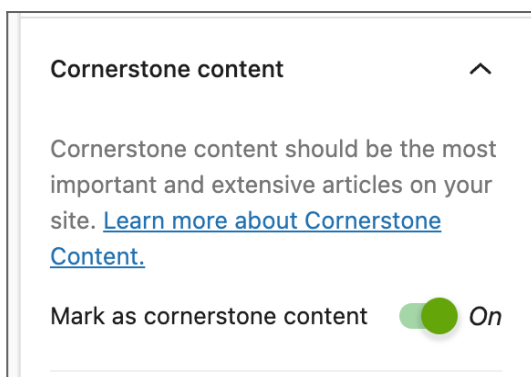 Cornerstone content
Cornerstone content should be the most
important and extensive articles on your
site. Learn more about Cornerstone
Content.
Mark as cornerstone content On